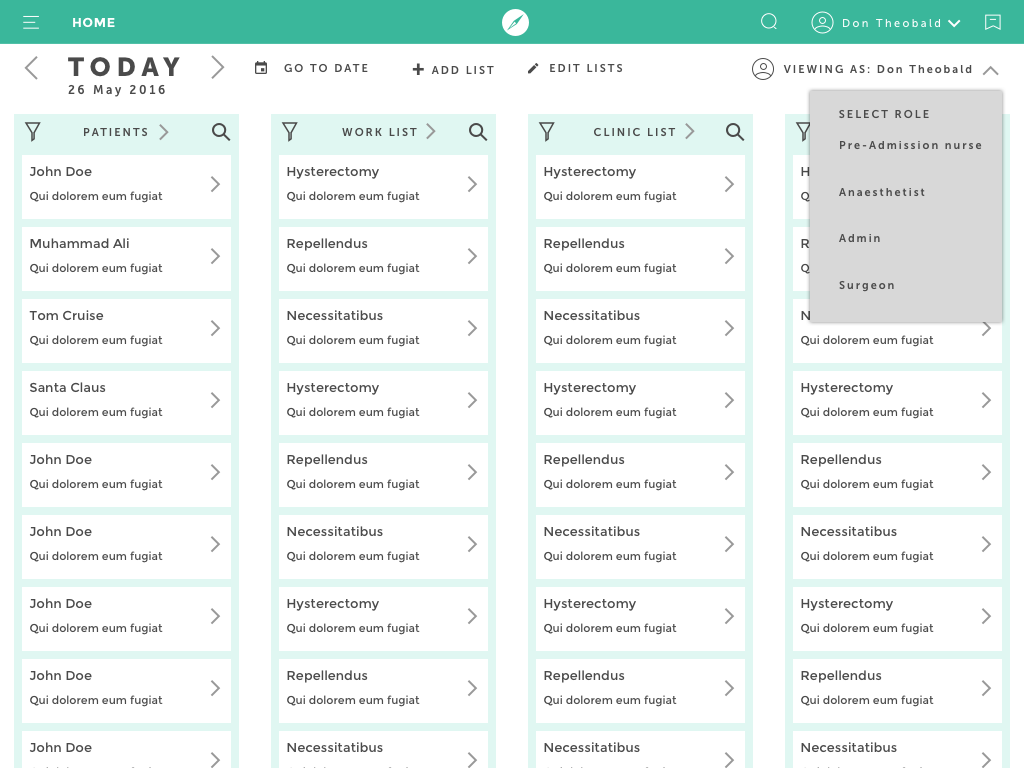 HOME
Don Theobald
TODAY
26 May 2016
GO TO DATE
ADD LIST
EDIT LISTS
VIEWING AS: Don Theobald
SELECT ROLE
Pre-Admission nurse
Anaesthetist
Admin
Surgeon
PATIENTS
John Doe
Qui dolorem eum fugiat
Muhammad Ali
Qui dolorem eum fugiat
Tom Cruise
Qui dolorem eum fugiat
Santa Claus
Qui dolorem eum fugiat
John Doe
Qui dolorem eum fugiat
John Doe
Qui dolorem eum fugiat
John Doe
Qui dolorem eum fugiat
John Doe
Qui dolorem eum fugiat
John Doe
WORK LIST
Hysterectomy
Qui dolorem eum fugiat
Repellendus
Qui dolorem eum fugiat
Necessitatibus
Qui dolorem eum fugiat
Hysterectomy
Qui dolorem eum fugiat
Repellendus
Qui dolorem eum fugiat
Necessitatibus
Qui dolorem eum fugiat
Hysterectomy
Qui dolorem eum fugiat
Repellendus
Qui dolorem eum fugiat
Necessitatibus
CLINIC LIST
Hysterectomy
Qui dolorem eum fugiat
Repellendus
Qui dolorem eum fugiat
Necessitatibus
Qui dolorem eum fugiat
Hysterectomy
Qui dolorem eum fugiat
Repellendus
Qui dolorem eum fugiat
Necessitatibus
Qui dolorem eum fugiat
Hysterectomy
Qui dolorem eum fugiat
Repellendus
Qui dolorem eum fugiat
Necessitatibus
Qui dolorem eum fugiat
Hysterectomy
Qui dolorem eum fugiat
Repellendus
Qui dolorem eum fugiat
Necessitatibus
Qui dolorem eum fugiat
Hysterectomy
Qui dolorem eum fugiat
Repellendus
Qui dolorem eum fugiat
Necessitatibus